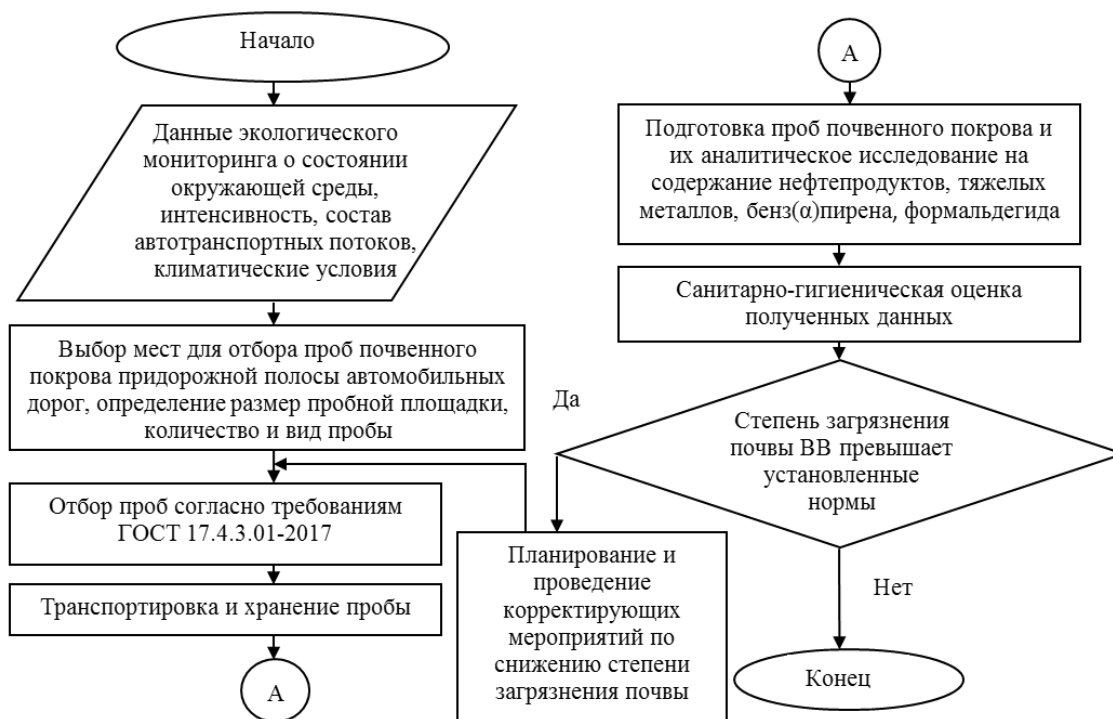 Начало
Данные экологического
мониторинга о состоянии
окружающей среды,
интенсивность, состав
автотранспортных потоков,
климатические условия
Выбор мест для отбора проб почвенного
покрова придорожной полосы автомобильных
дорог, определение размер пробной площадки,
количество и вид пробы
Отбор проб согласно требованиям
ГОСТ 17.4.3.01-2017
Транспортировка и хранение пробы
А
А
Подготовка проб почвенного покрова и
их аналитическое исследование на
содержание нефтепродуктов, тяжелых
металлов, бенз(α)пирена, формальдегида
Санитарно-гигиеническая оценка
полученных данных
Степень загрязнения
почвы ВВ превышает
установленные
нормы
Да
Планирование и
проведение
корректирующих
мероприятий по
снижению степени
загрязнения почвы
Нет
Конец